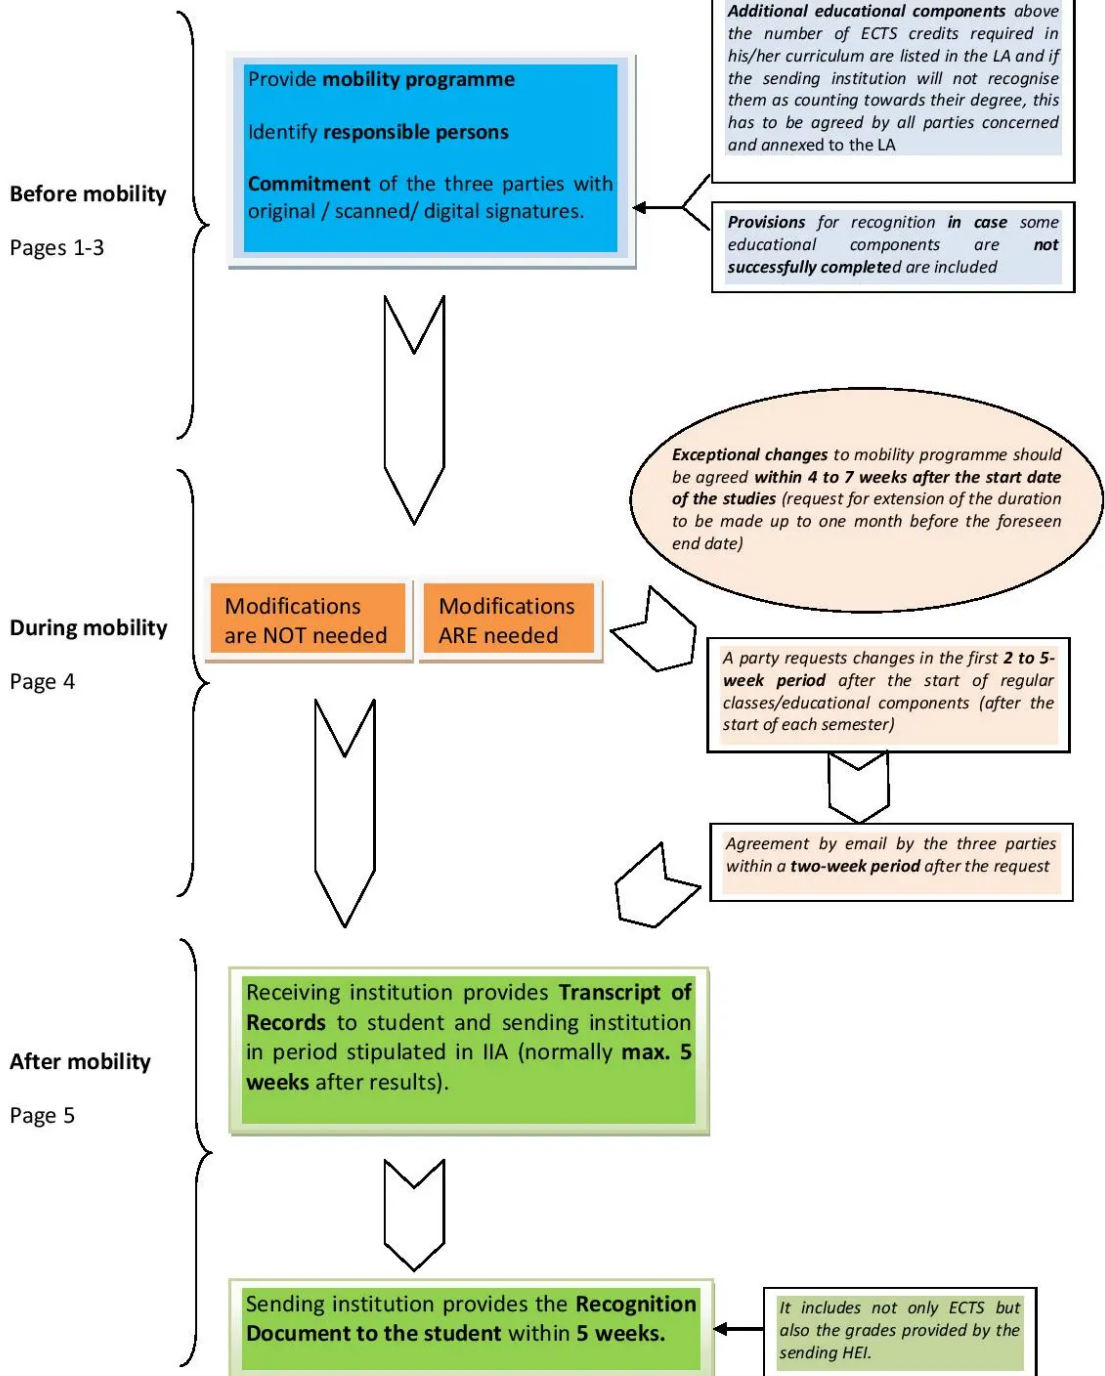 Additional educational components above
the number of ECTS credits required in
his/her curriculum are listed in the LA and if
the sending institution will not recognise
them as counting towards their degree, this
has to be agreed by all parties concerned
and annexed to the LA
Provide mobility programme
Identify responsible persons
Commitment of the three parties with
original / scanned/ digital signatures.
Before mobility
Pages 1-3
Provisions for recognition in case some
educational components are not
successfully completed are included
Exceptional changes to mobility programme should
be agreed within 4 to 7 weeks after the start date
of the studies (request for extension of the duration
to be made up to one month before the foreseen
end date)
Modifications
are NOT needed
Modifications
ARE needed
During mobility
Page 4
A party requests changes in the first 2 to 5-
week period after the start of regular
classes/educational components (after the
start of each semester)
Agreement by email by the three parties
within a two-week period after the request
Receiving institution provides Transcript of
Records to student and sending institution
in period stipulated in IIA (normally max. 5
weeks after results).
After mobility
Page 5
Sending institution provides the Recognition
Document to the student within 5 weeks.
It includes not only ECTS but
also the grades provided by the
sending HEI.